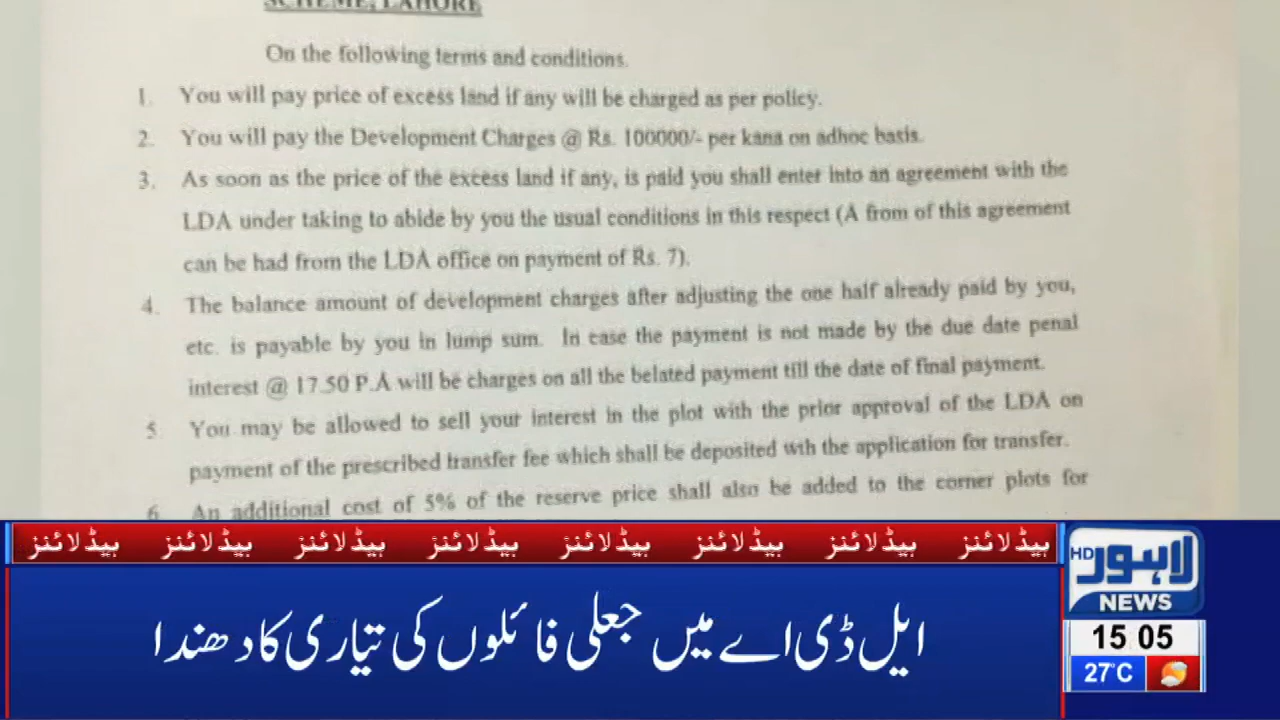 SCHEME, LAHORE
On the following terms and conditions.
1. You will pay price of excess land if any will be charged as per policy.
2. You will pay the Development Charges @ Rs. 100000/- per kana on adhoc basis.
3. As soon as the price of the excess land if any, is paid you shall enter into an agreement with the
LDA under taking to abide by you the usual conditions in this respect (A from of this agreement
can be had from the LDA office on payment of Rs. 7).
4. The balance amount of development charges after adjusting the one half already paid by you,
etc. is payable by you in lump sum. In case the payment is not made by the due date penal
interest @ 17.50 P.A will be charges on all the belated payment till the date of final payment.
5. You may be allowed to sell your interest in the plot with the prior approval of the LDA on
payment of the prescribed transfer fee which shall be deposited wth the application for transfer.
6. An additional cost of 5% of the reserve price shall also be added to the corner plots for
ہیڈلائنز ہیڈلائنز ہیڈلائنز ہیڈلائنز ہیڈلائنز ہیڈلائنز ہیڈلائنز ہیڈلائنز
ایل ڈی اے میں جعلی فائلوں کی تیاری کا دھندا
HD لاہور
NEWS
15 05
27°C